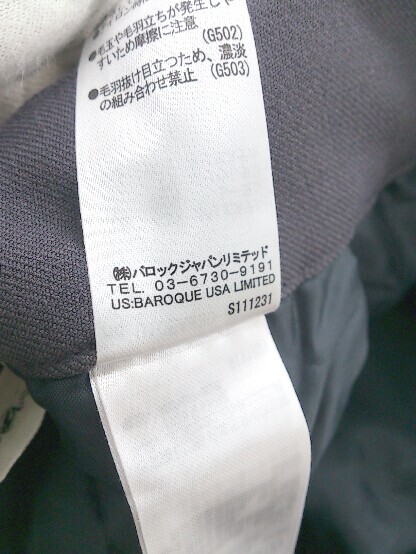 ●毛玉や毛羽立ちが発生しや
すいため摩擦に注意 (G502)
●毛羽抜け目立つため、濃淡
の組み合わせ禁止 (G503)
㈱バロックジャパンリミテッド
TEL. 03-6730-9191
US:BAROQUE USA LIMITED
S111231